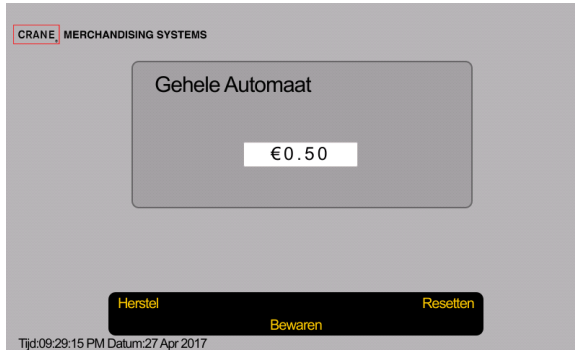 CRANE, MERCHANDISING SYSTEMS
Gehele Automaat
€0.50
Herstel Resetten
Bewaren
Tijd:09:29:15 PM Datum:27 Apr 2017